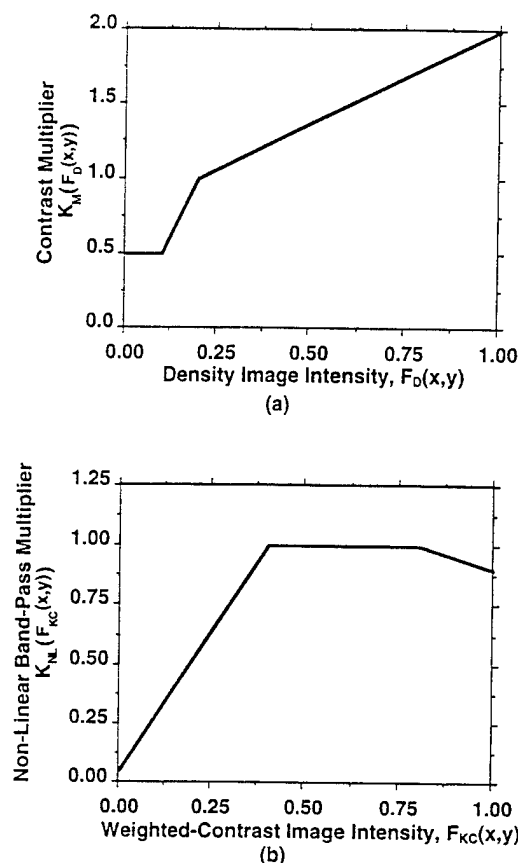 2.0
1.5
1.0
0.5
0.0
Contrast Multiplier
K_M(F_D(x,y))
0.00 0.25 0.50 0.75 1.00
Density Image Intensity, F_D(x,y)
(a)
1.25
1.00
0.75
0.50
0.25
0.00
Non-Linear Band-Pass Multiplier
K_NL(F_KC(x,y))
0.00 0.25 0.50 0.75 1.00
Weighted-Contrast Image Intensity, F_KC(x,y)
(b)